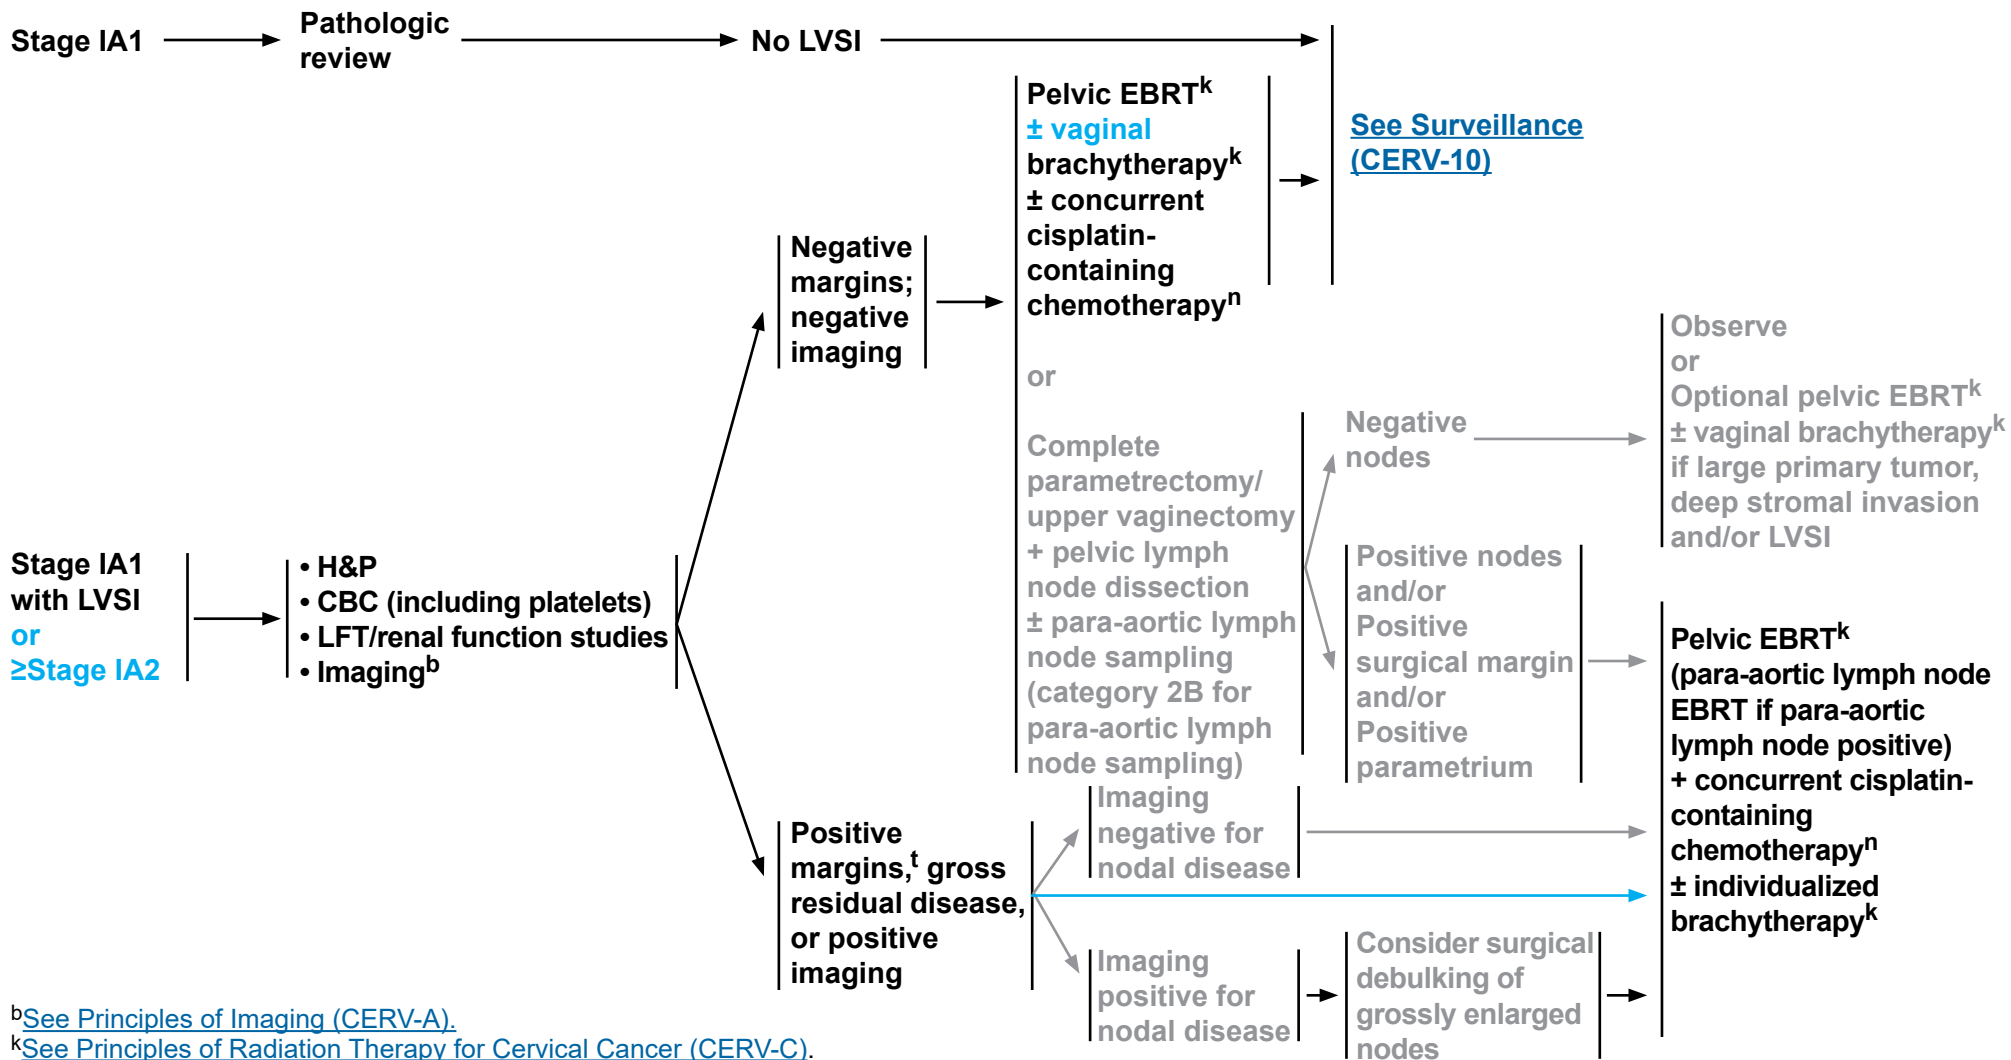 Stage IA1
Pathologic
review
No LVSI
Pelvic EBRTk
± vaginal
brachytherapyk
± concurrent
cisplatin-
containing
chemotherapyn
See Surveillance
(CERV-10)
Negative
margins;
negative
imaging
or
Complete
parametrectomy/
upper vaginectomy
+ pelvic lymph
node dissection
± para-aortic lymph
node sampling
(category 2B for
para-aortic lymph
node sampling)
Negative
nodes
Observe
or
Optional pelvic EBRTk
± vaginal brachytherapyk
if large primary tumor,
deep stromal invasion
and/or LVSI
Stage IA1
with LVSI
or
≥Stage IA2
• H&P
• CBC (including platelets)
• LFT/renal function studies
• Imagingb
Positive nodes
and/or
Positive
surgical margin
and/or
Positive
parametrium
Pelvic EBRTk
(para-aortic lymph node
EBRT if para-aortic
lymph node positive)
+ concurrent cisplatin-
containing
chemotherapyn
± individualized
brachytherapyk
Positive
margins,t gross
residual disease,
or positive
imaging
Imaging
negative for
nodal disease
Imaging
positive for
nodal disease
Consider surgical
debulking of
grossly enlarged
nodes
bSee Principles of Imaging (CERV-A).
kSee Principles of Radiation Therapy for Cervical Cancer (CERV-C).